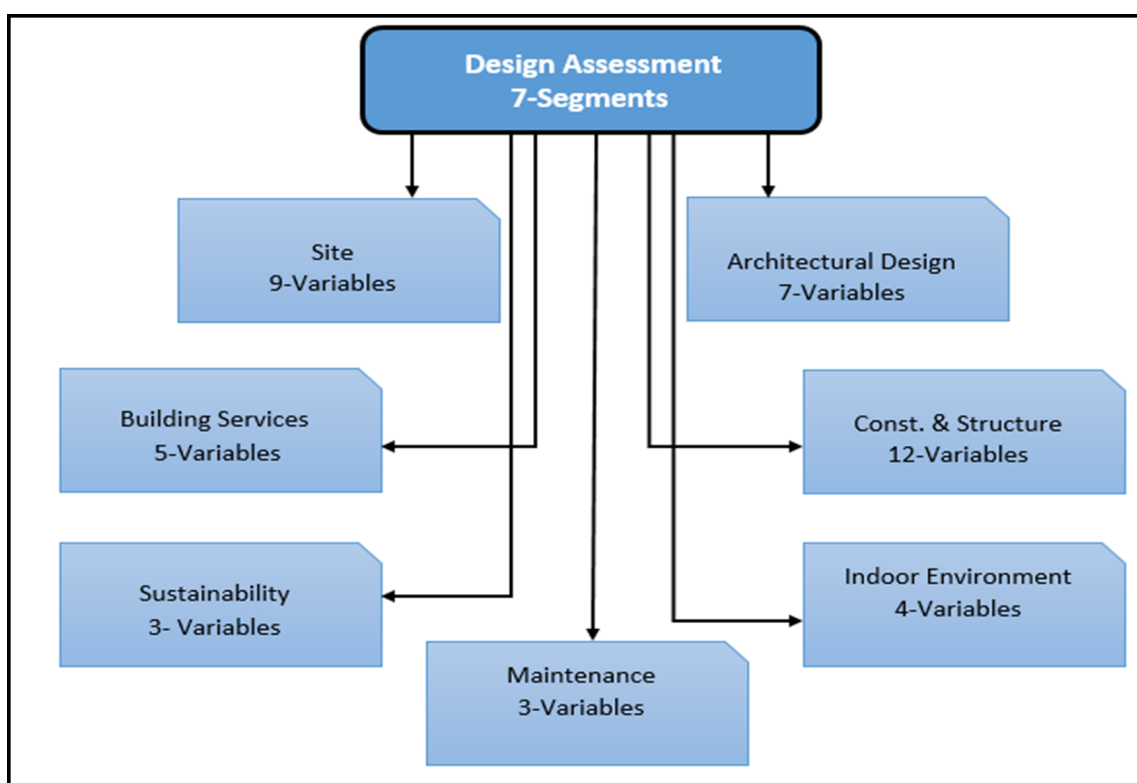 Design Assessment
7-Segments
Site
9-Variables
Architectural Design
7-Variables
Building Services
5-Variables
Const. & Structure
12-Variables
Sustainability
3- Variables
Indoor Environment
4-Variables
Maintenance
3-Variables